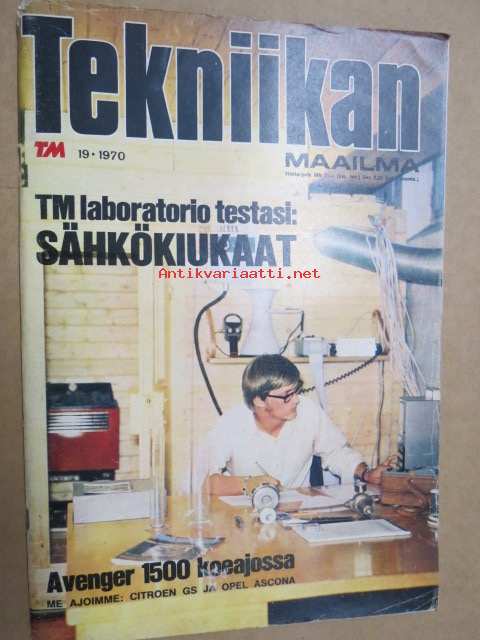 Tekniikan
MAAILMA
TM 19 • 1970
TM laboratorio testasi:
SÄHKÖKIUKAAT
Antikvariaatti.net
Avenger 1500 koeajossa
ME AJOIMME: CITROEN GS JA OPEL ASCONA